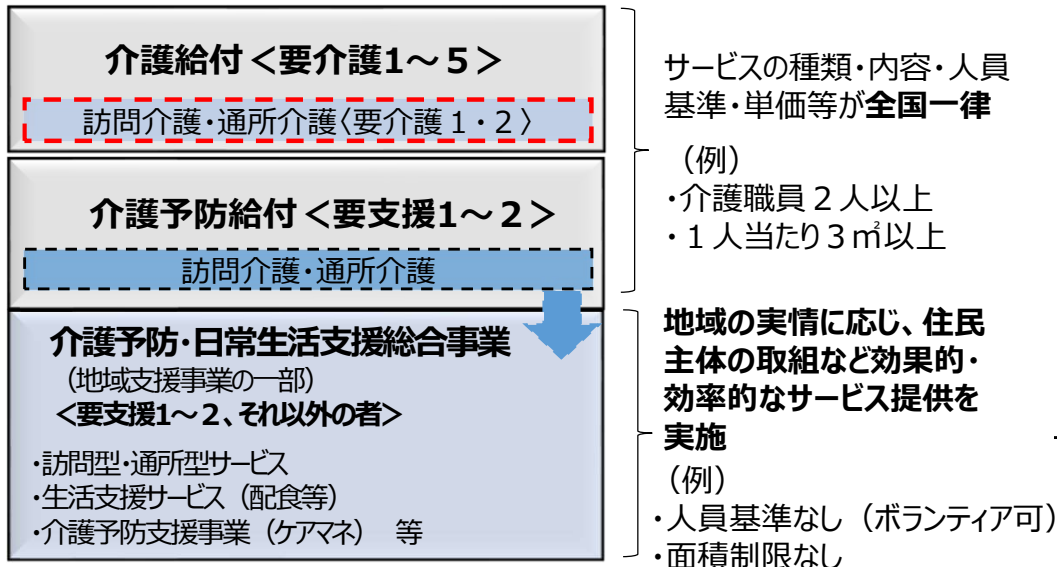 介護給付＜要介護1～５＞
訪問介護・通所介護〈要介護１・２〉
介護予防給付＜要支援1～２＞
訪問介護・通所介護
介護予防・日常生活支援総合事業
（地域支援事業の一部）
＜要支援1～２、それ以外の者＞
・訪問型・通所型サービス
・生活支援サービス（配食等）
・介護予防支援事業（ケアマネ）　等
サービスの種類・内容・人員
基準・単価等が全国一律
（例）
・介護職員２人以上
・１人当たり３㎡以上
地域の実情に応じ、住民
主体の取組など効果的・
効率的なサービス提供を
実施
（例）
・人員基準なし（ボランティア可）
・面積制限なし